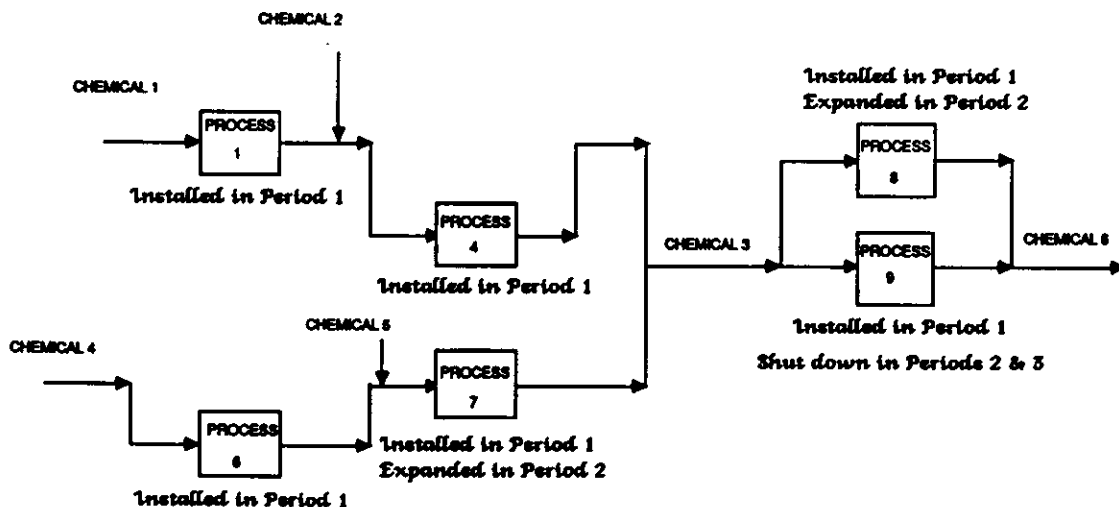 CHEMICAL 2
CHEMICAL 1
PROCESS
1
Installed in Period 1
PROCESS
4
Installed in Period 1
Installed in Period 1
Expanded in Period 2
PROCESS
8
CHEMICAL 3
CHEMICAL 6
PROCESS
9
Installed in Period 1
Shut down in Periods 2 & 3
CHEMICAL 5
CHEMICAL 4
PROCESS
7
Installed in Period 1
Expanded in Period 2
PROCESS
6
Installed in Period 1